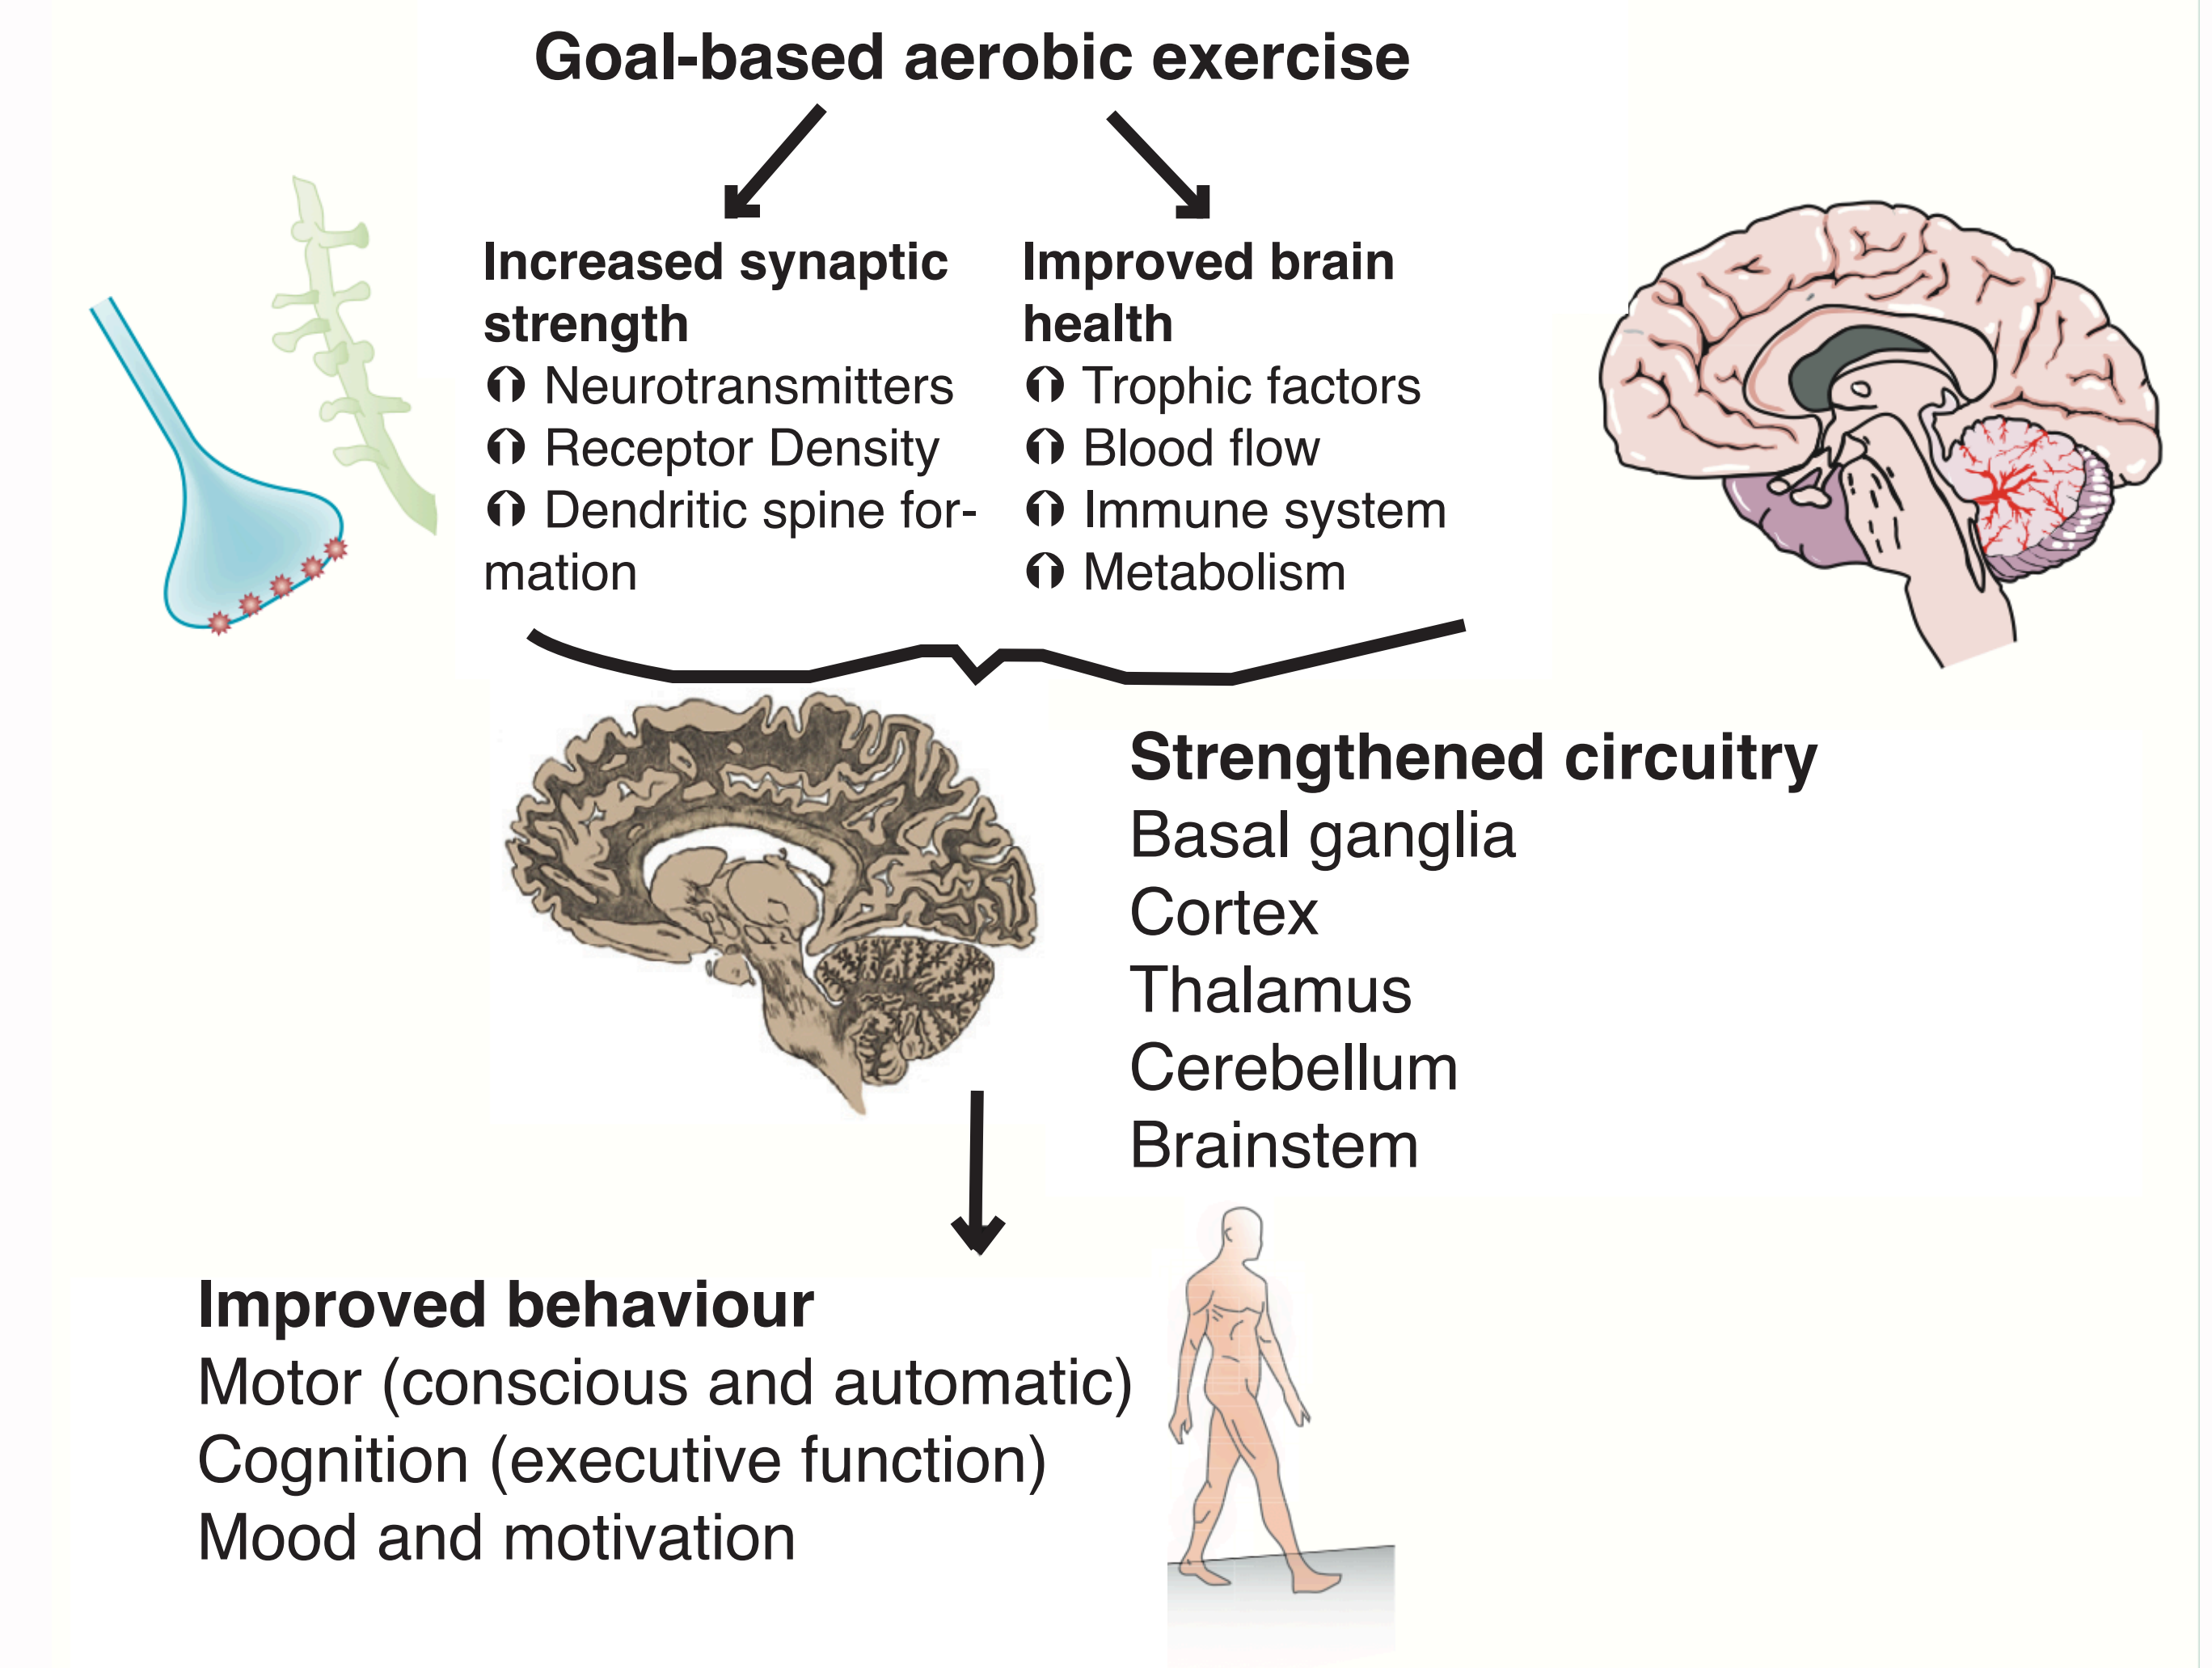 Goal-based aerobic exercise
Increased synaptic
strength
⬆ Neurotransmitters
⬆ Receptor Density
⬆ Dendritic spine for-
mation
Improved brain
health
⬆ Trophic factors
⬆ Blood flow
⬆ Immune system
⬆ Metabolism
Strengthened circuitry
Basal ganglia
Cortex
Thalamus
Cerebellum
Brainstem
Improved behaviour
Motor (conscious and automatic)
Cognition (executive function)
Mood and motivation